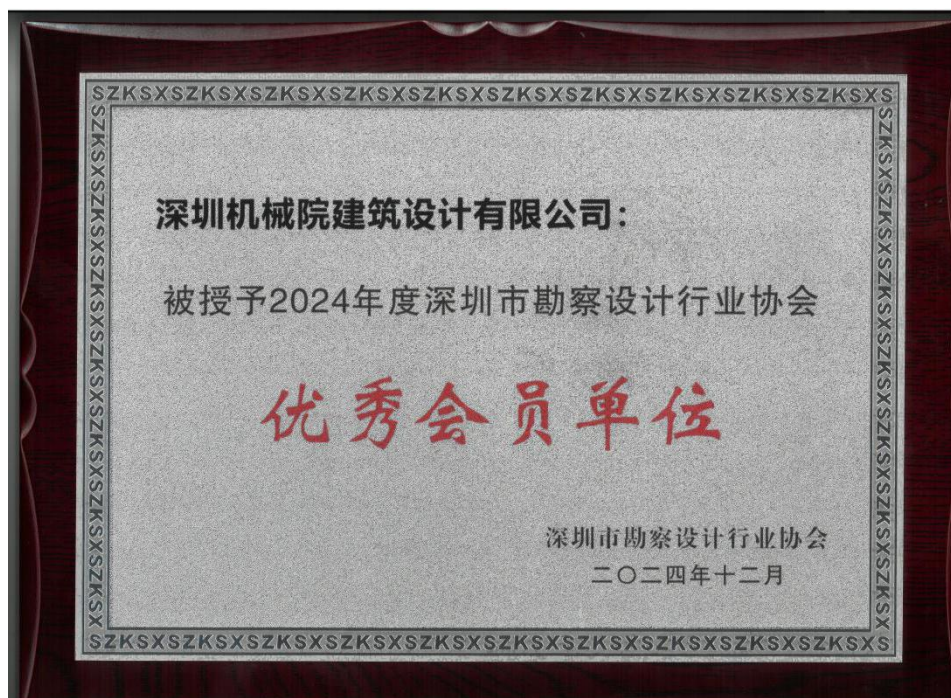 SZKSXSZKSXSZKSXSZKSXSZKSXSZKSXSZKSXSZKSXSZKSXSZKSXS
深圳机械院建筑设计有限公司：
被授予2024年度深圳市勘察设计行业协会
优秀会员单位
深圳市勘察设计行业协会
二〇二四年十二月
SZKSXSZKSXSZKSXSZKSXSZKSXSZKSXSZKSXSZKSXSZKSXSZKSXS